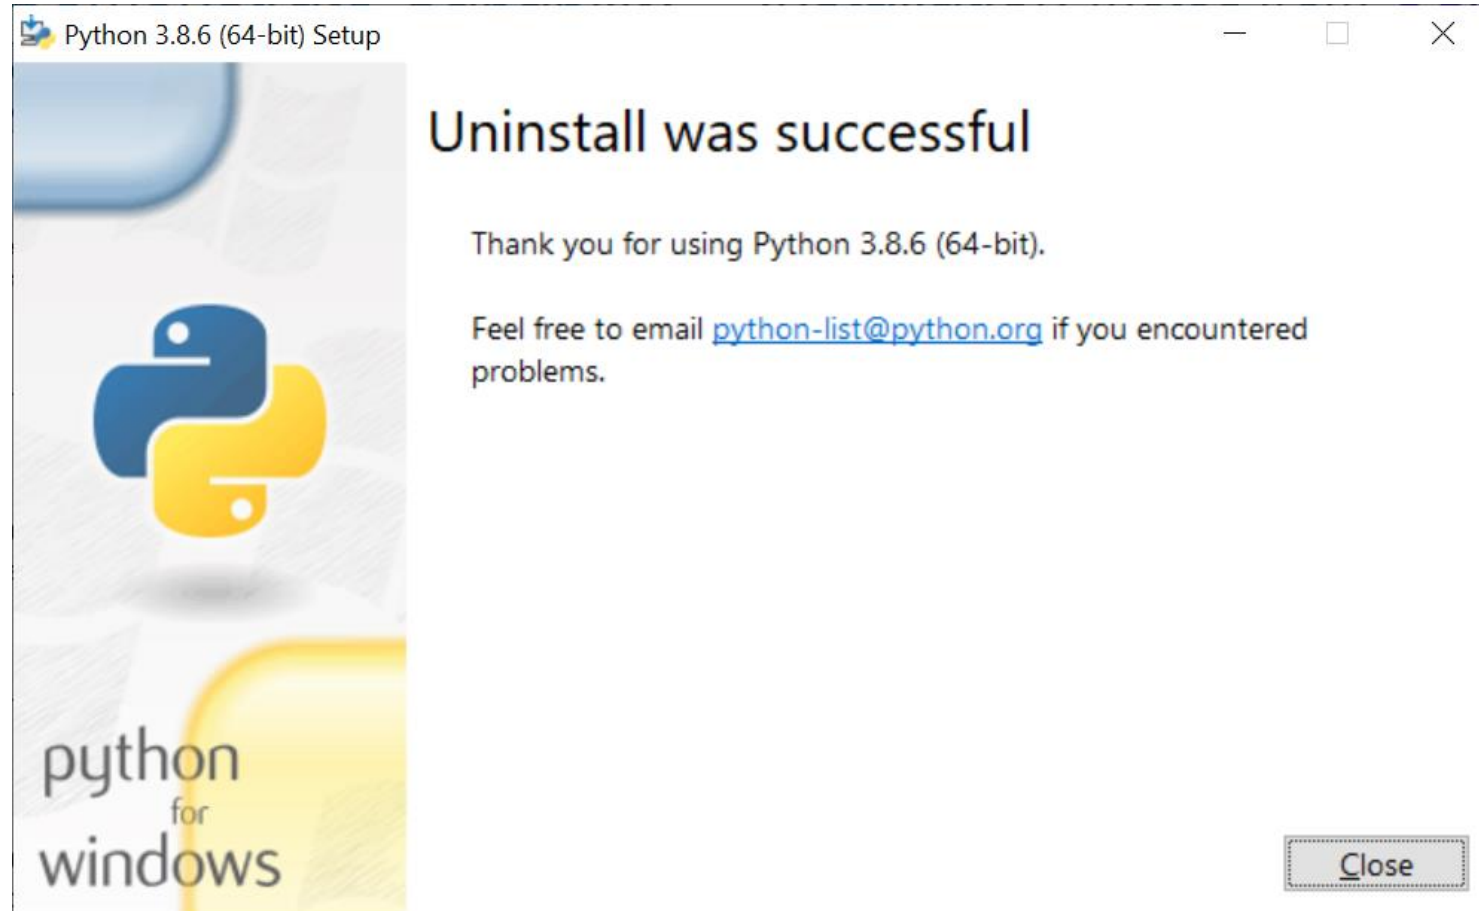 Python 3.8.6 (64-bit) Setup
Uninstall was successful
Thank you for using Python 3.8.6 (64-bit).
Feel free to email python-list@python.org if you encountered
problems.
python
for
windows
Close